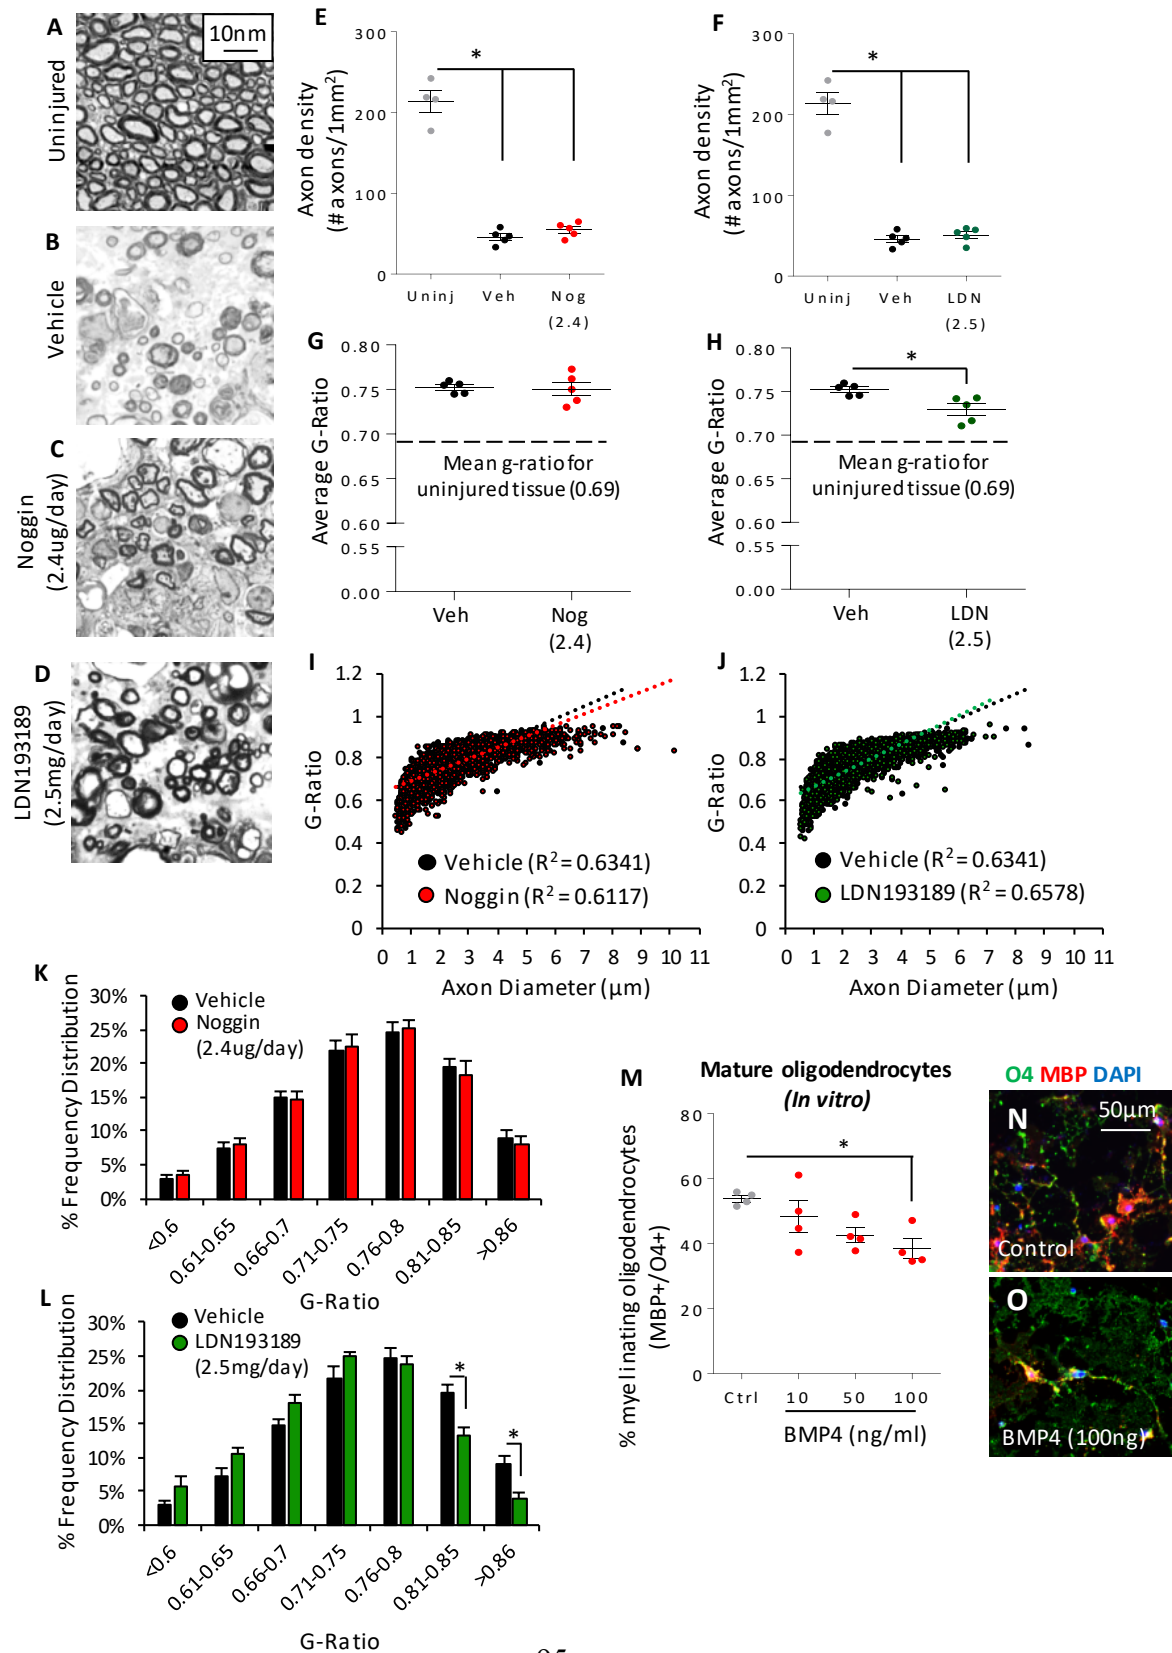 A
Uninjured
10nm
B
Vehicle
C
Noggin
(2.4ug/day)
D
LDN193189
(2.5mg/day)
E
Axon density
(# axons/1mm²)
300
200
100
0
*
Uninj Veh Nog
(2.4)
F
Axon density
(# axons/1mm²)
300
200
100
0
*
Uninj Veh LDN
(2.5)
G
Average G-Ratio
0.80
0.75
0.70
0.65
0.60
0.55
0.00
Mean g-ratio for
uninjured tissue (0.69)
Veh Nog
(2.4)
H
Average G-Ratio
0.80
0.75
0.70
0.65
0.60
0.55
0.00
*
Mean g-ratio for
uninjured tissue (0.69)
Veh LDN
(2.5)
I
G-Ratio
1.2
1
0.8
0.6
0.4
0.2
0
Vehicle (R² = 0.6341)
Noggin (R² = 0.6117)
0 1 2 3 4 5 6 7 8 9 10 11
Axon Diameter (µm)
J
G-Ratio
1.2
1
0.8
0.6
0.4
0.2
0
Vehicle (R² = 0.6341)
LDN193189 (R² = 0.6578)
0 1 2 3 4 5 6 7 8 9 10 11
Axon Diameter (µm)
K
% Frequency Distribution
30%
25%
20%
15%
10%
5%
0%
Vehicle
Noggin
(2.4ug/day)
<0.6 0.61-0.65 0.66-0.7 0.71-0.75 0.76-0.8 0.81-0.85 >0.86
G-Ratio
L
% Frequency Distribution
30%
25%
20%
15%
10%
5%
0%
Vehicle
LDN193189
(2.5mg/day)
* *
<0.6 0.61-0.65 0.66-0.7 0.71-0.75 0.76-0.8 0.81-0.85 >0.86
G-Ratio
M
Mature oligodendrocytes
(In vitro)
% myelinating oligodendrocytes
(MBP+/O4+)
80
60
40
20
0
*
Ctrl 10 50 100
BMP4 (ng/ml)
O4 MBP DAPI
N
50µm
Control
O
BMP4 (100ng)